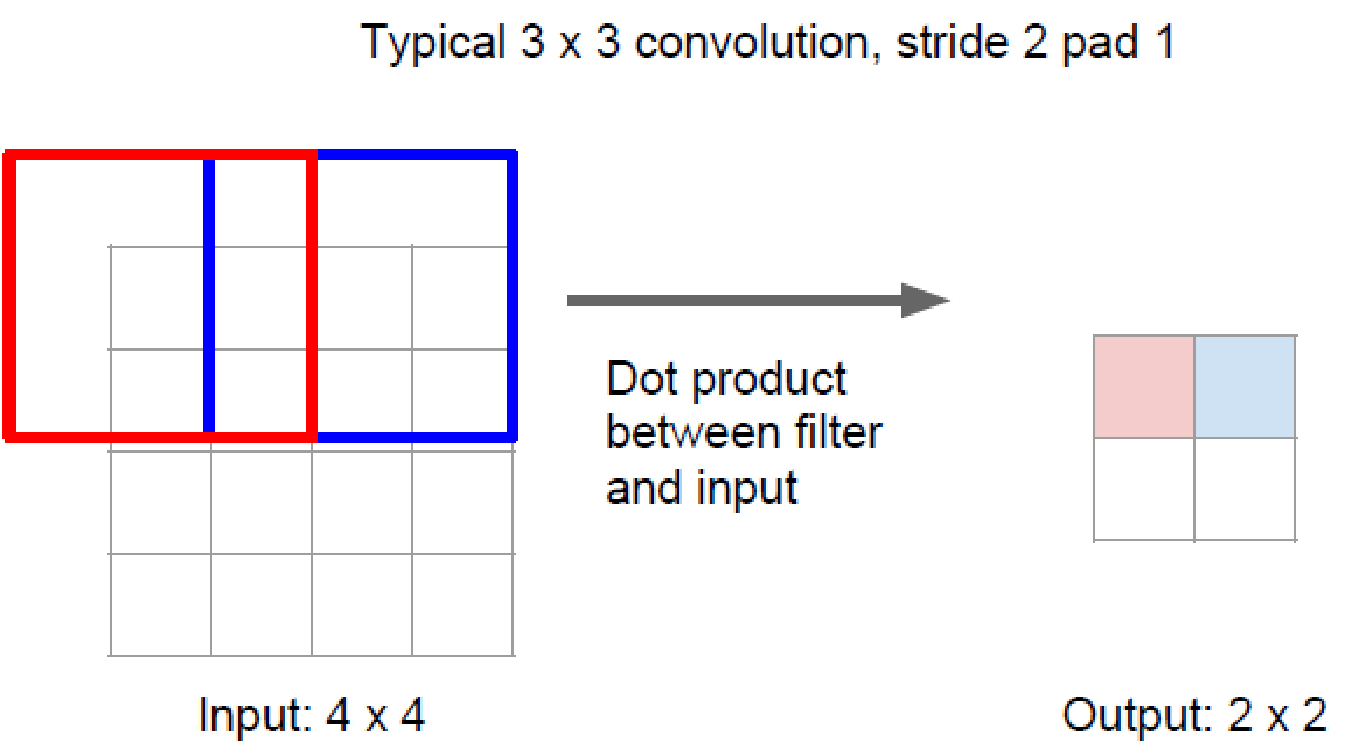 Typical 3 x 3 convolution, stride 2 pad 1
Dot product
between filter
and input
Input: 4 x 4
Output: 2 x 2